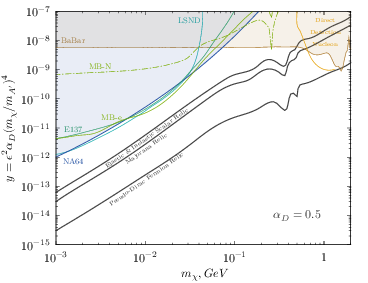 10⁻⁷
10⁻⁸
10⁻⁹
10⁻¹⁰
10⁻¹¹
10⁻¹²
10⁻¹³
10⁻¹⁴
10⁻¹⁵
y = ϵ²α_D(m_χ/m_A')⁴
LSND
Direct
Detection
BaBar
MB-N
MB-e
E137
NA64
Elastic & Inelastic Scalar Relic
Majorana Relic
Pseudo-Dirac Fermion Relic
α_D = 0.5
10⁻³
10⁻²
10⁻¹
1
m_χ, GeV